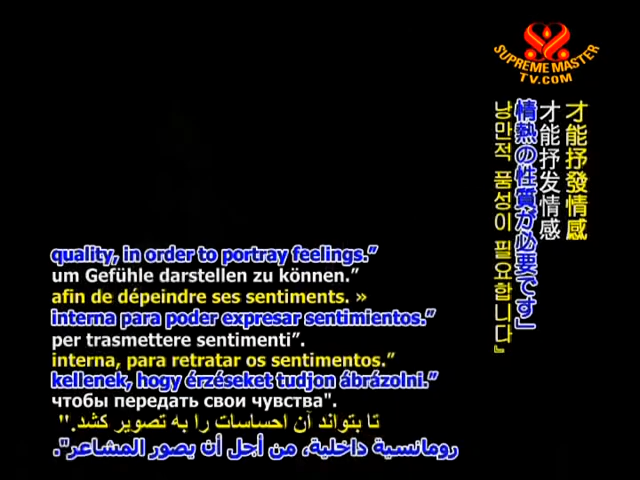 SUPREME MASTER
TV.COM
quality, in order to portray feelings.”
um Gefühle darstellen zu können.”
afin de dépeindre ses sentiments. »
interna para poder expresar sentimientos.”
per trasmettere sentimenti”.
interna, para retratar os sentimentos.”
kellenek, hogy érzéseket tudjon ábrázolni.”
чтобы передать свои чувства".
تا بتواند آن احساسات را به تصویر کشد."
رومانسية داخلية، من أجل أن يصور المشاعر".
才能抒發情感
才能抒发情感
情熱の性質が必要です」
낭만적 품성이 필요합니다』